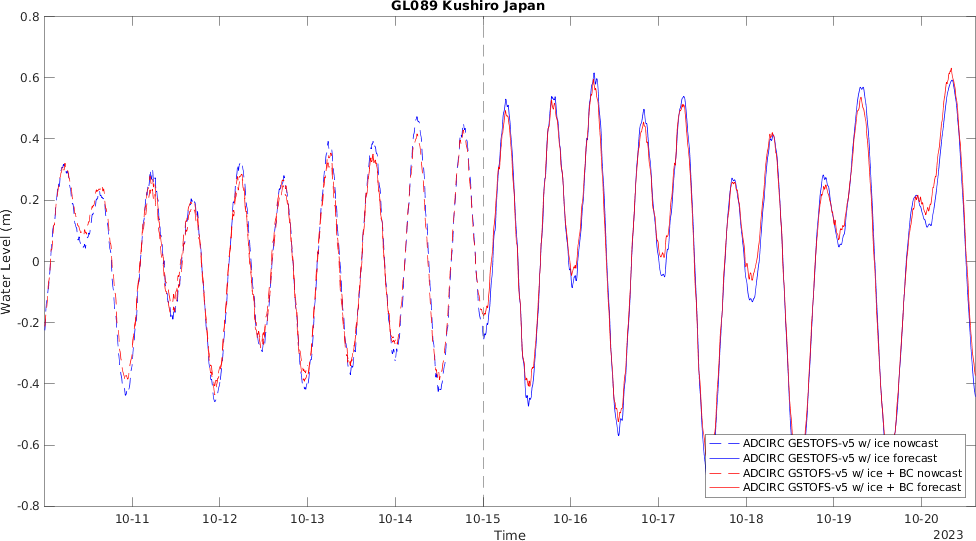 GL089 Kushiro Japan
0.8
0.6
0.4
0.2
0
-0.2
-0.4
-0.6
-0.8
Water Level (m)
ADCIRC GESTOFS-v5 w/ ice nowcast
ADCIRC GESTOFS-v5 w/ ice forecast
ADCIRC GSTOFS-v5 w/ ice + BC nowcast
ADCIRC GSTOFS-v5 w/ ice + BC forecast
10-11 10-12 10-13 10-14 10-15 10-16 10-17 10-18 10-19 10-20
Time
2023